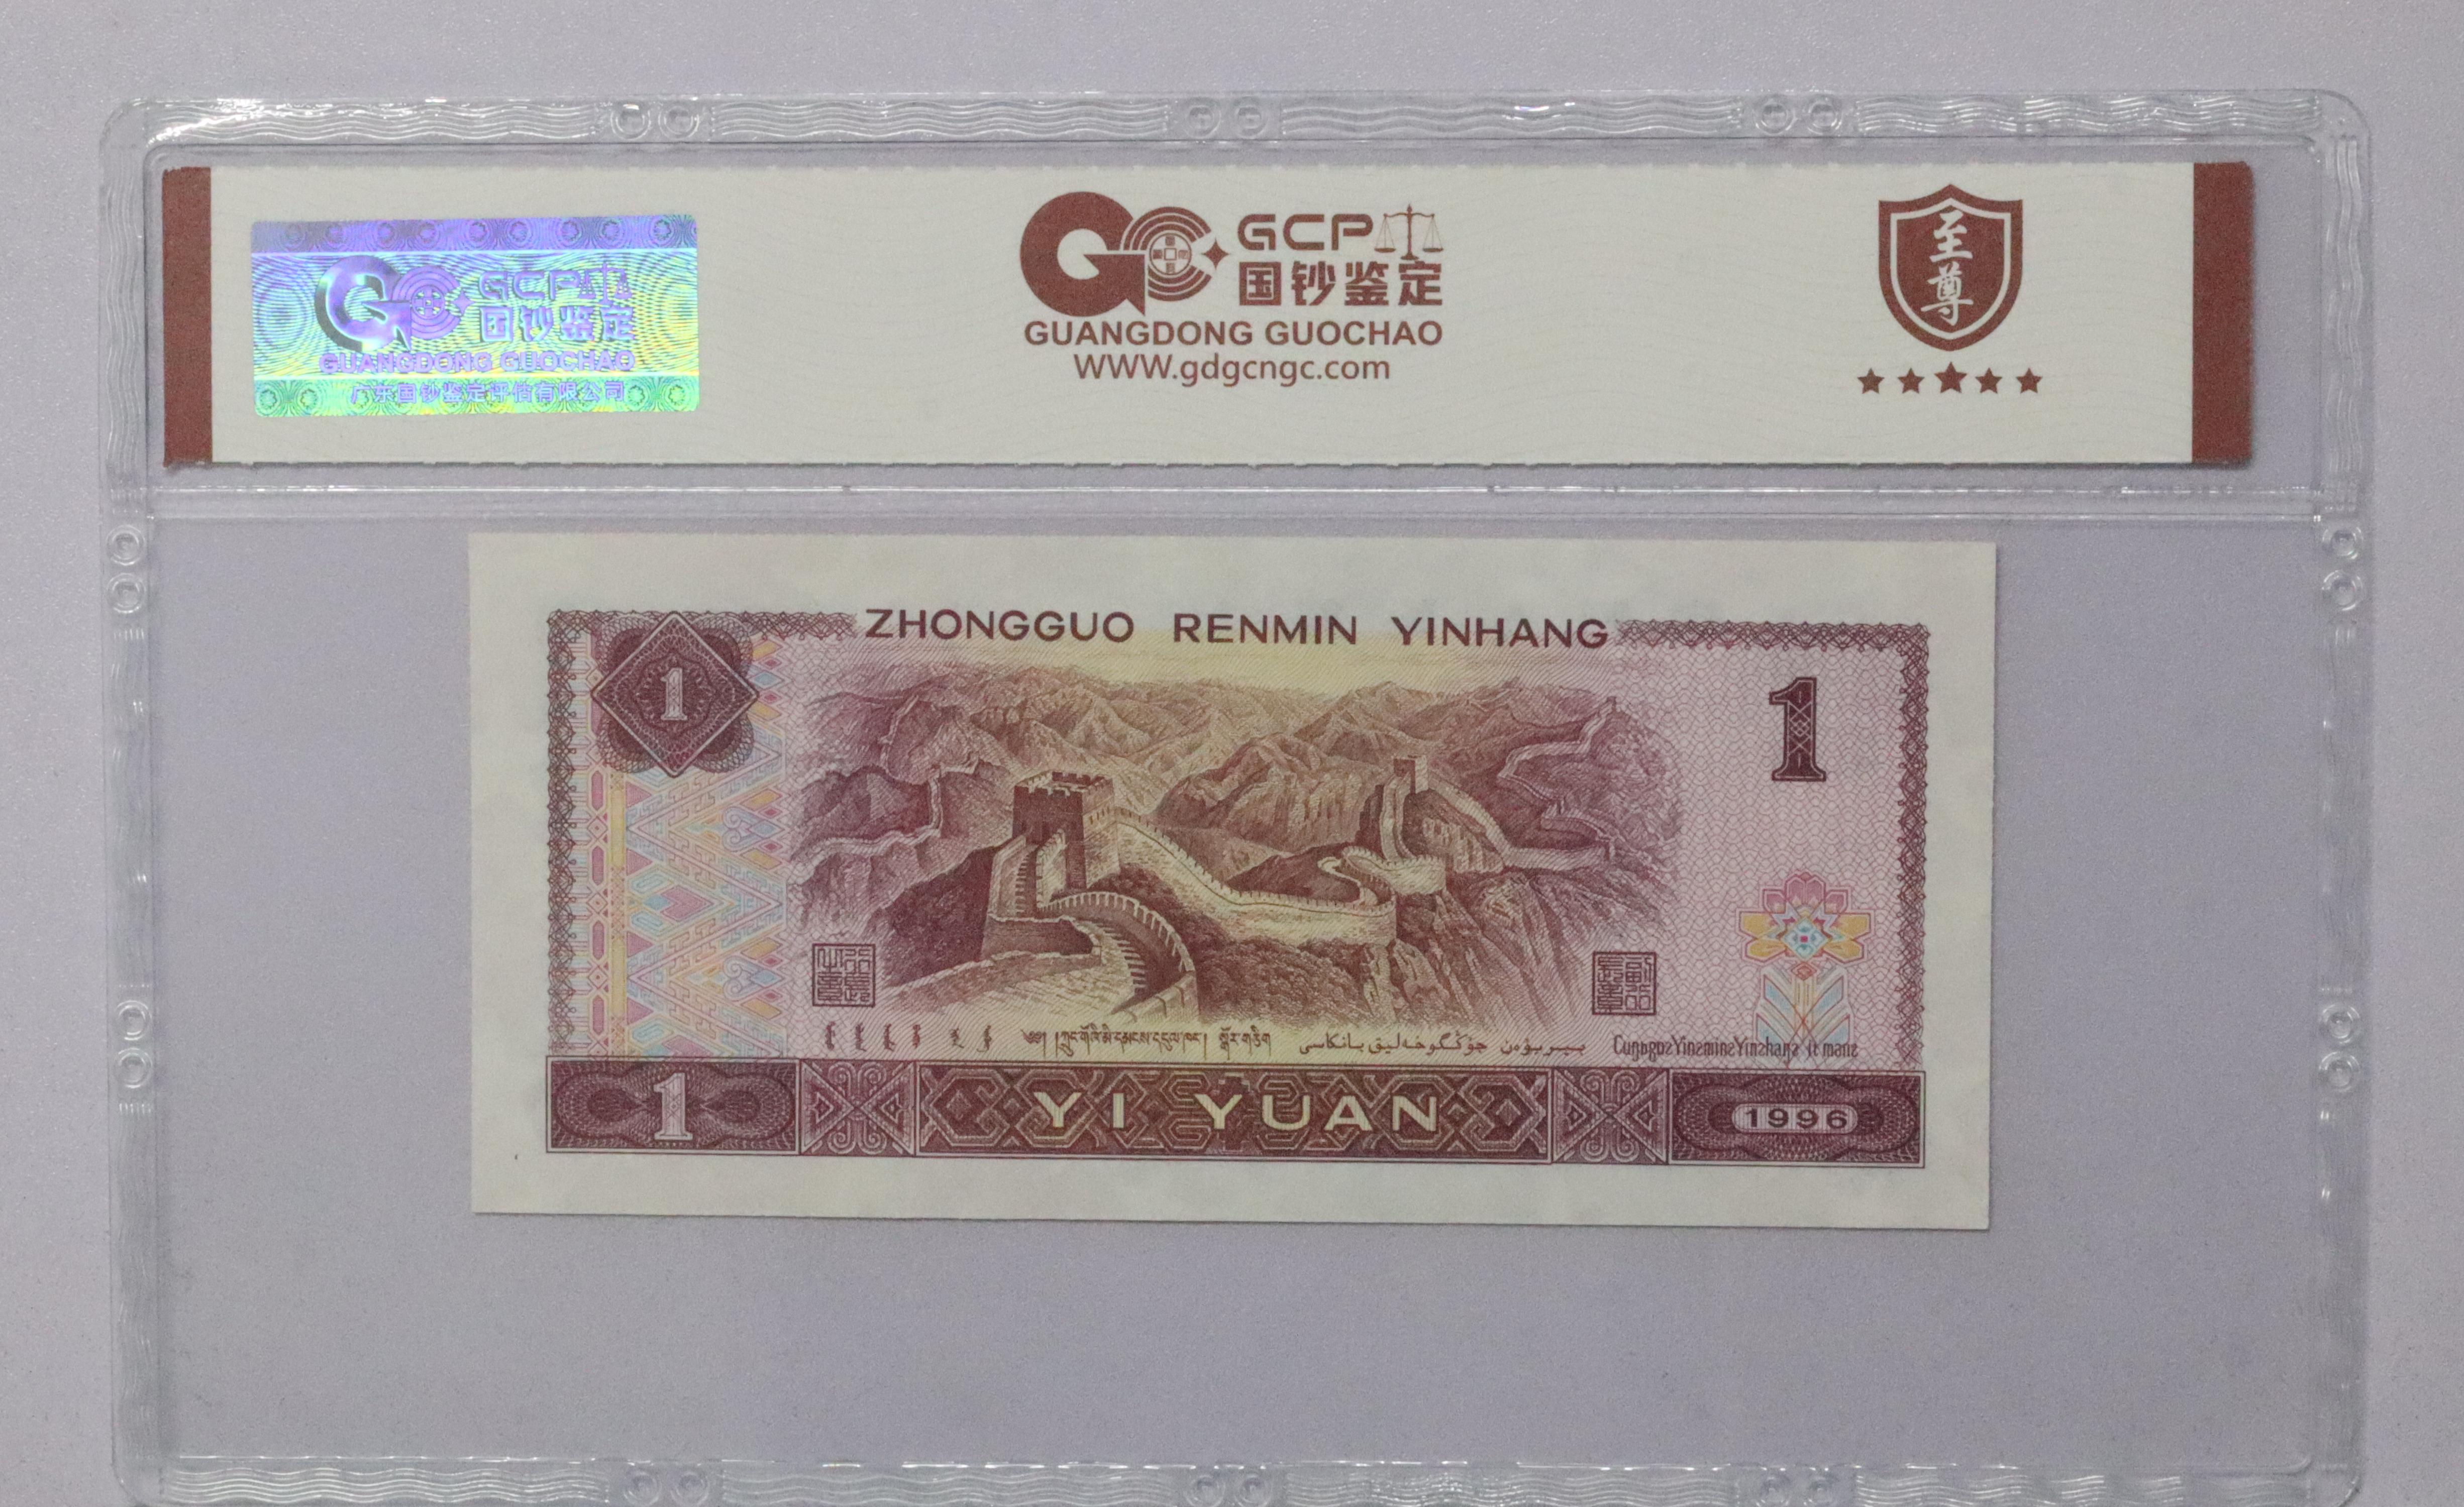 GCP
国钞鉴定
GUANGDONG GUOCHAO
广东国钞鉴定评估有限公司
GCP
国钞鉴定
GUANGDONG GUOCHAO
WWW.gdgcngc.com
至尊
ZHONGGUO RENMIN YINHANG
1
1
1
YI YUAN
1996